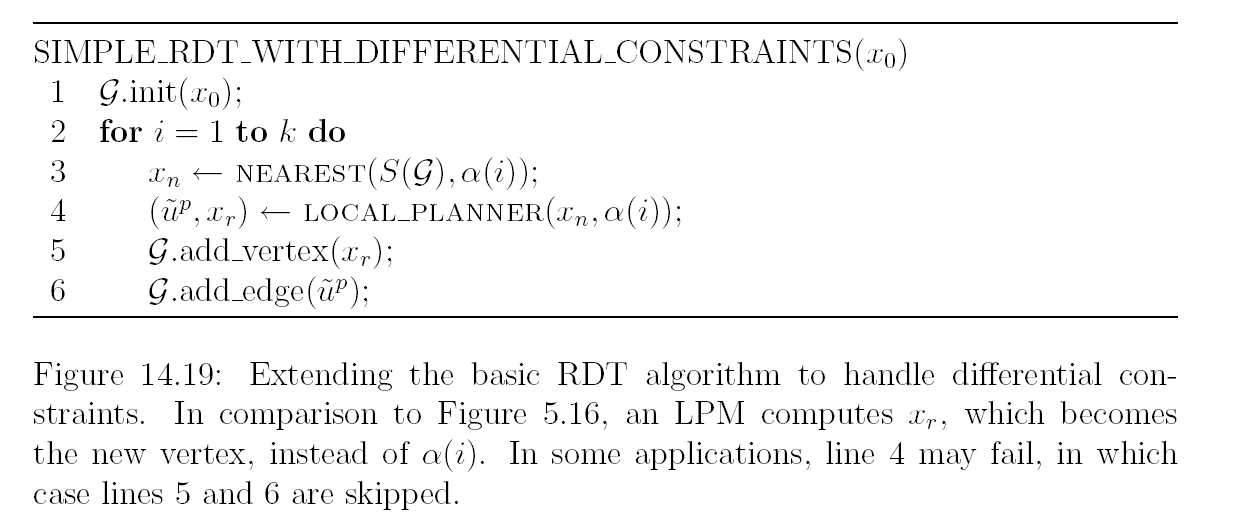 SIMPLE_RDT_WITH_DIFFERENTIAL_CONSTRAINTS(x₀)
1 𝒢.init(x₀);
2 for i = 1 to k do
3 xₙ ← NEAREST(S(𝒢), α(i));
4 (ũᵖ, xᵣ) ← LOCAL_PLANNER(xₙ, α(i));
5 𝒢.add_vertex(xᵣ);
6 𝒢.add_edge(ũᵖ);
Figure 14.19: Extending the basic RDT algorithm to handle differential con-
straints. In comparison to Figure 5.16, an LPM computes xᵣ, which becomes
the new vertex, instead of α(i). In some applications, line 4 may fail, in which
case lines 5 and 6 are skipped.